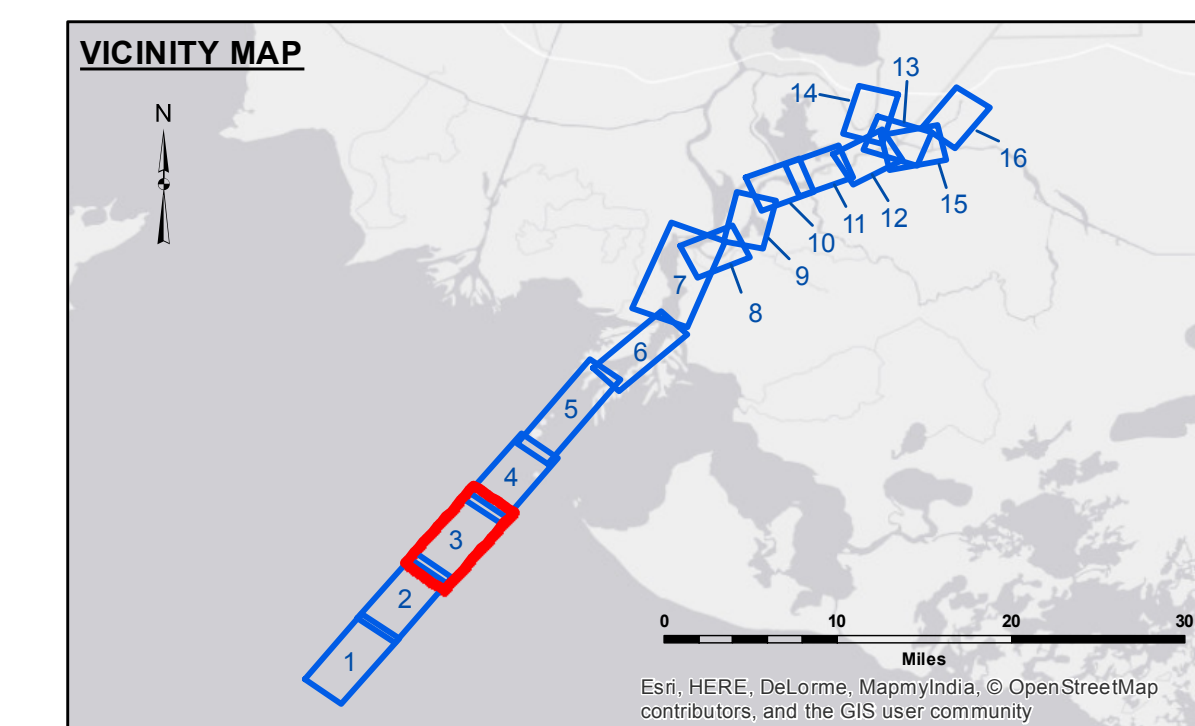 VICINITY MAP
N
13
14
16
15
12
11
10
9
8
7
6
5
4
3
2
1
0 10 20 30
Miles
Esri, HERE, DeLorme, MapmyIndia, © OpenStreetMap
contributors, and the GIS user community